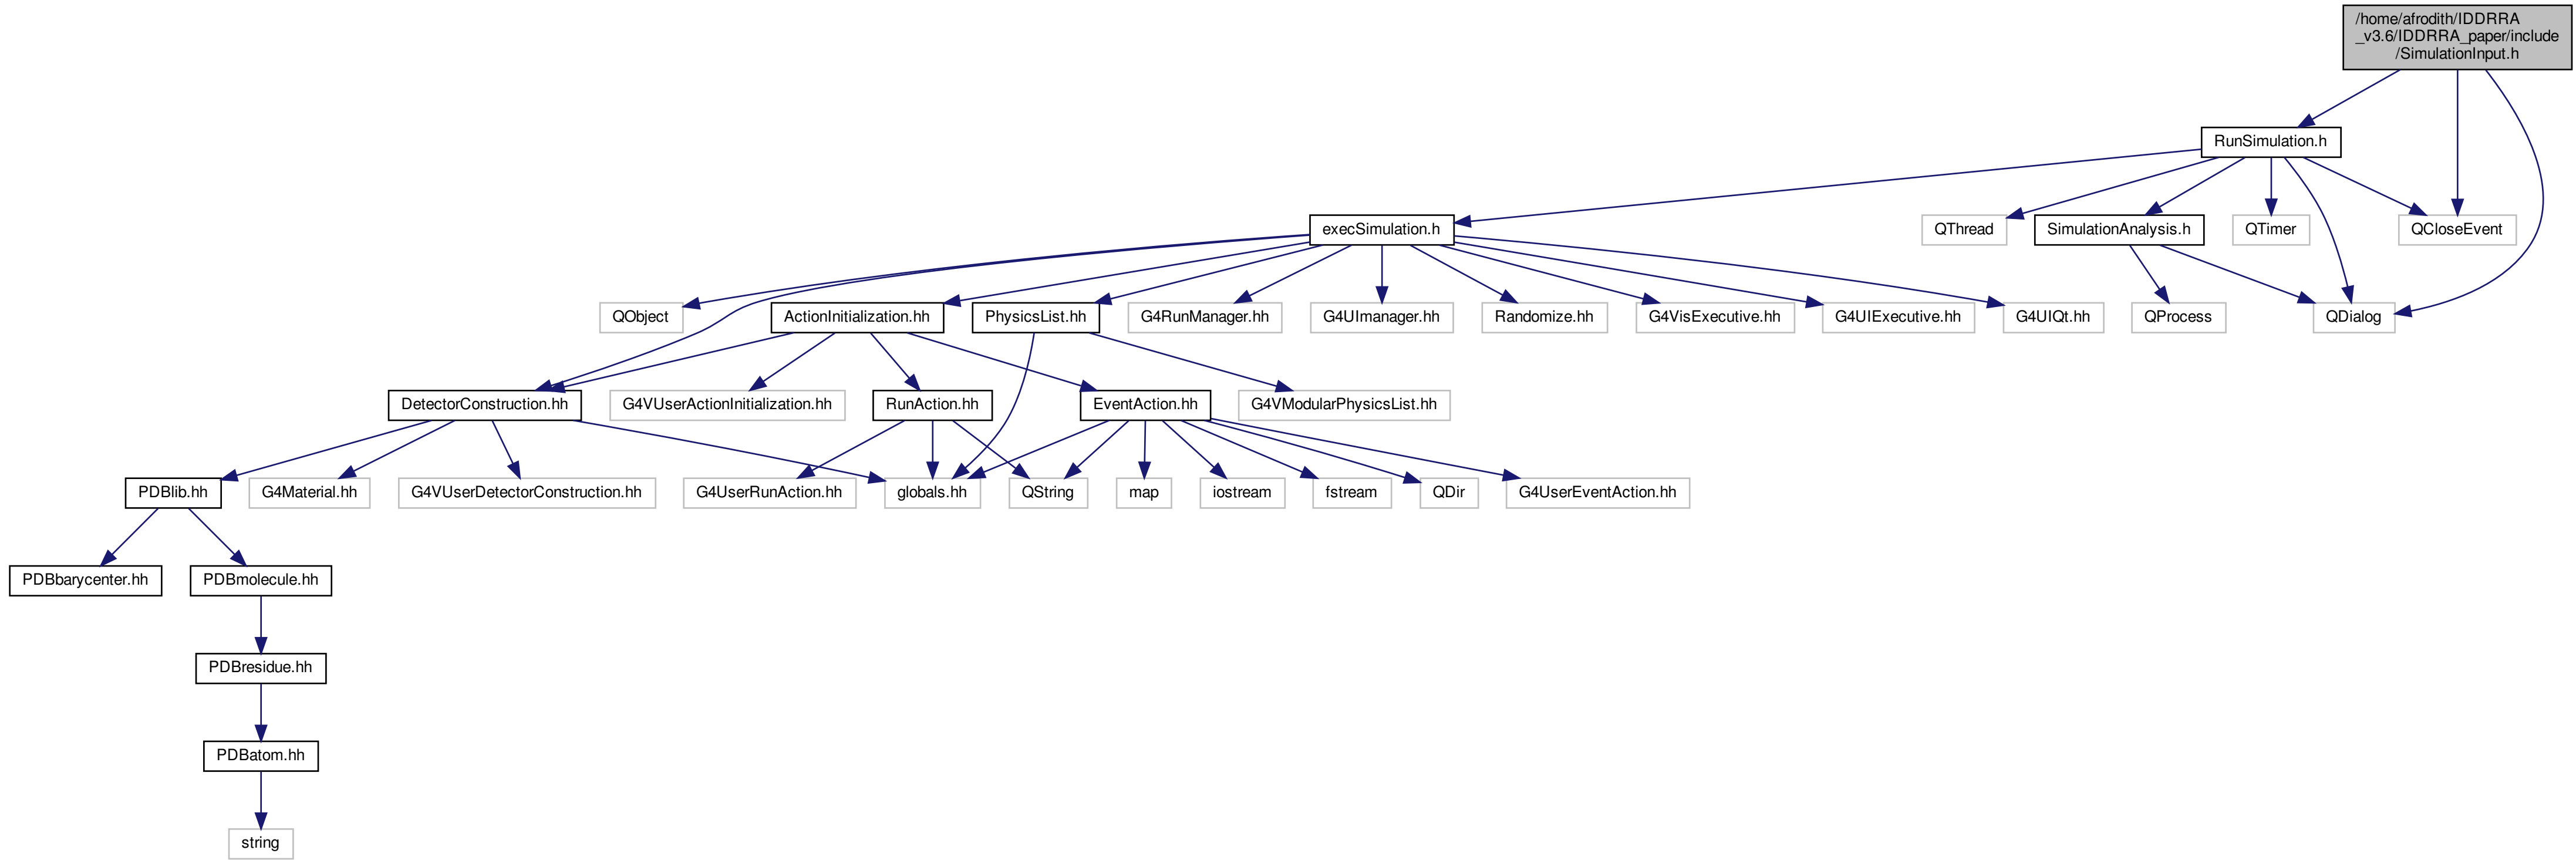 /home/afrodith/IDDRRA
_v3.6/IDDRRA_paper/include
/SimulationInput.h
RunSimulation.h
execSimulation.h
QThread
SimulationAnalysis.h
QTimer
QCloseEvent
QObject
ActionInitialization.hh
PhysicsList.hh
G4RunManager.hh
G4UImanager.hh
Randomize.hh
G4VisExecutive.hh
G4UIExecutive.hh
G4UIQt.hh
QProcess
QDialog
DetectorConstruction.hh
G4VUserActionInitialization.hh
RunAction.hh
EventAction.hh
G4VModularPhysicsList.hh
PDBlib.hh
G4Material.hh
G4VUserDetectorConstruction.hh
G4UserRunAction.hh
globals.hh
QString
map
iostream
fstream
QDir
G4UserEventAction.hh
PDBbarycenter.hh
PDBmolecule.hh
PDBresidue.hh
PDBatom.hh
string